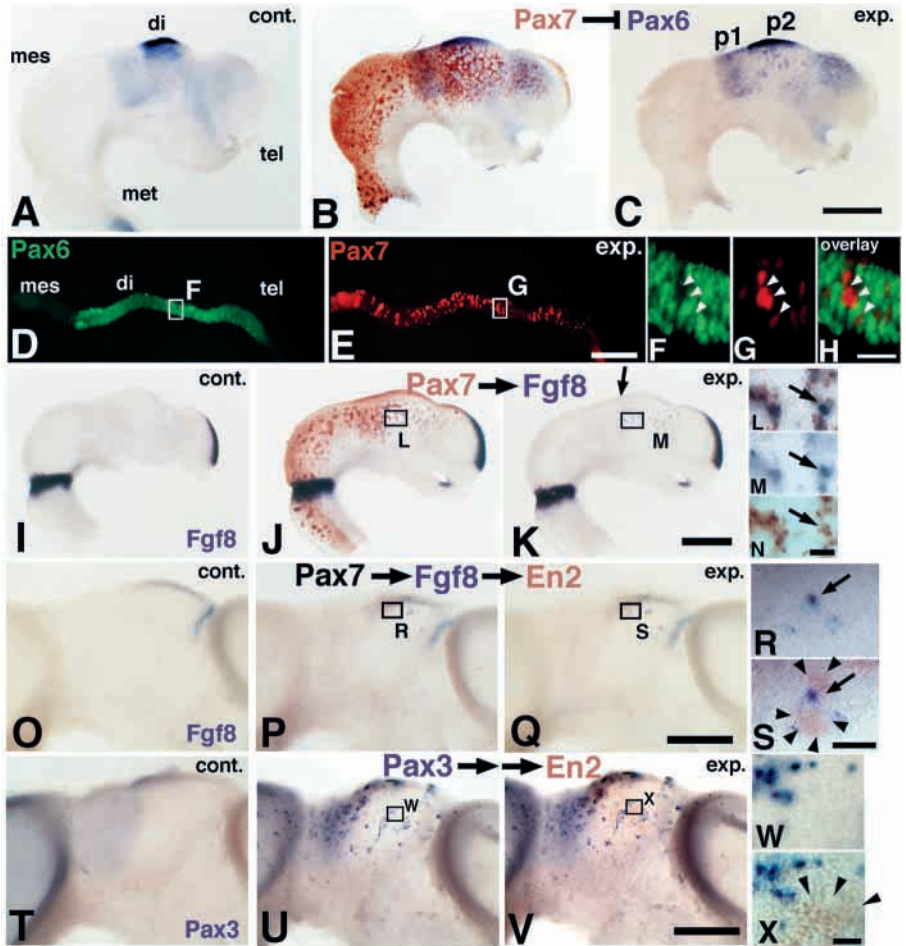 cont.
di
mes
tel
met
A
Pax7 Pax6
B
exp.
p1 p2
C
Pax6
mes di F tel
D
Pax7 exp.
G
E
F
G
overlay
H
cont.
I
Fgf8
Pax7 Fgf8
L
J
exp.
M
K
L
M
N
cont.
O
Fgf8
Pax7 Fgf8 En2
R
P
exp.
S
Q
R
S
cont.
T
Pax3
Pax3 En2
W
U
exp.
X
V
W
X